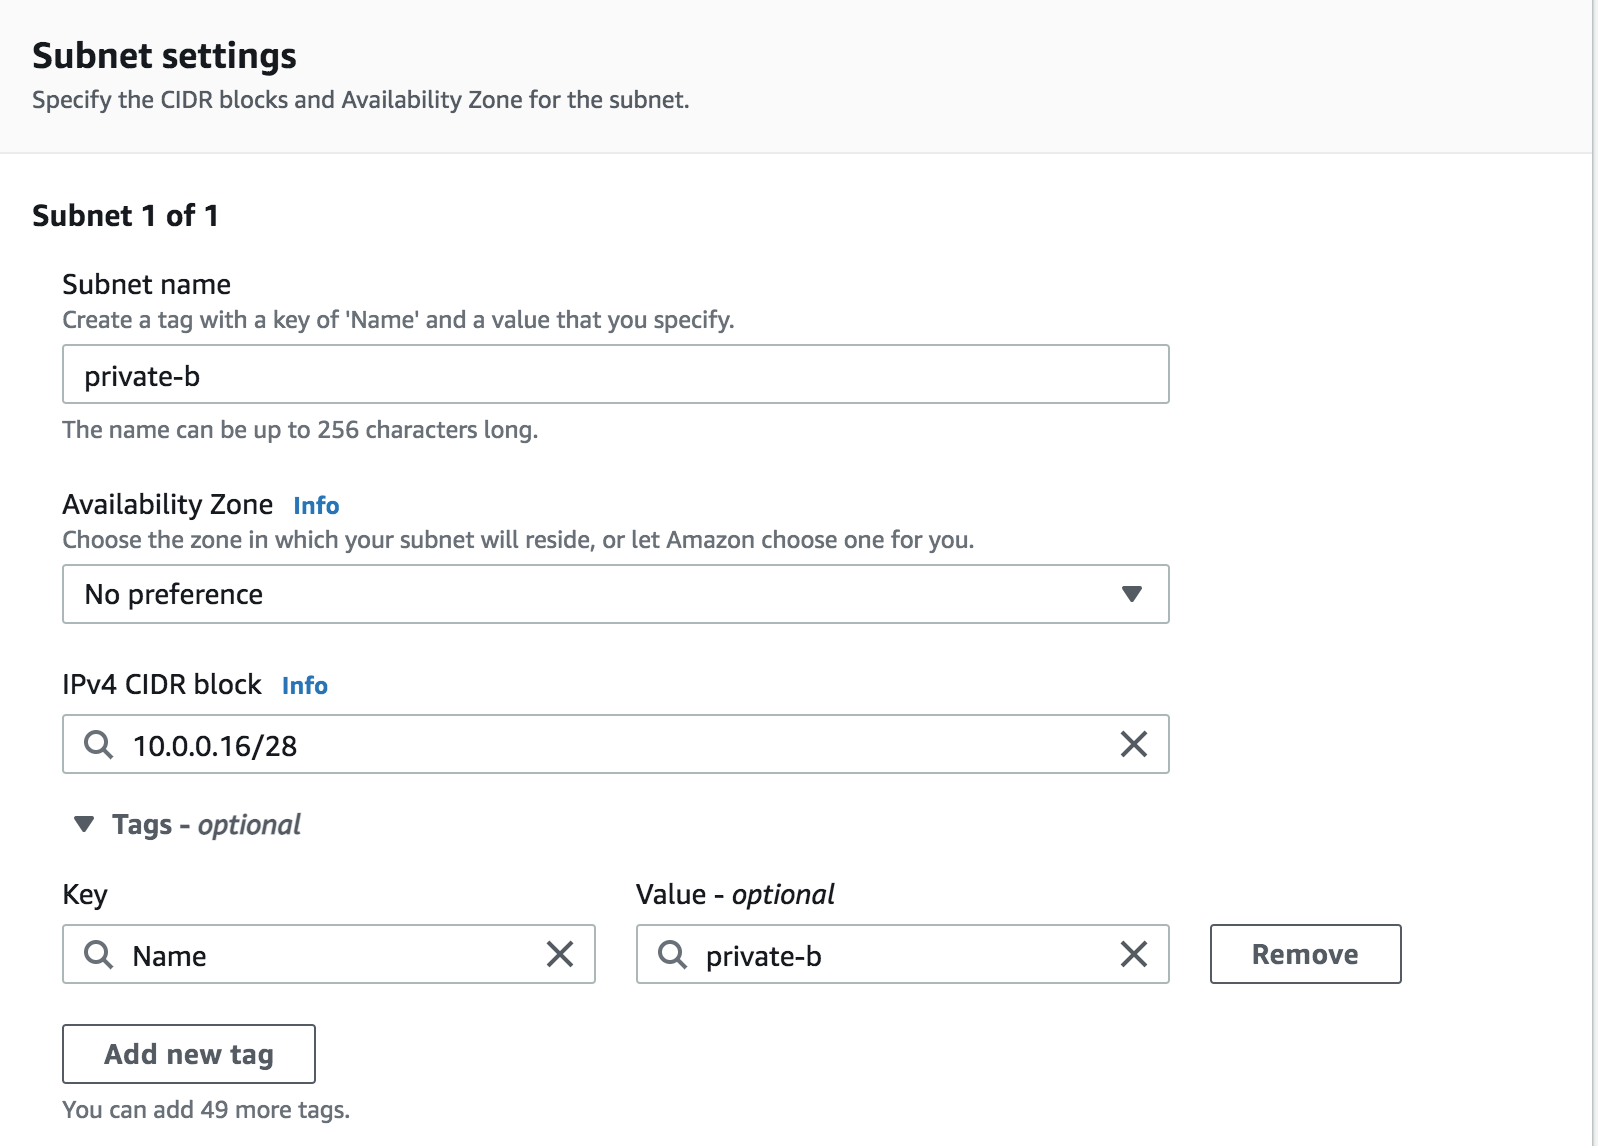 Subnet settings
Specify the CIDR blocks and Availability Zone for the subnet.
Subnet 1 of 1
Subnet name
Create a tag with a key of 'Name' and a value that you specify.
private-b
The name can be up to 256 characters long.
Availability Zone Info
Choose the zone in which your subnet will reside, or let Amazon choose one for you.
No preference
IPv4 CIDR block Info
10.0.0.16/28
Tags - optional
Key Value - optional
Name private-b Remove
Add new tag
You can add 49 more tags.